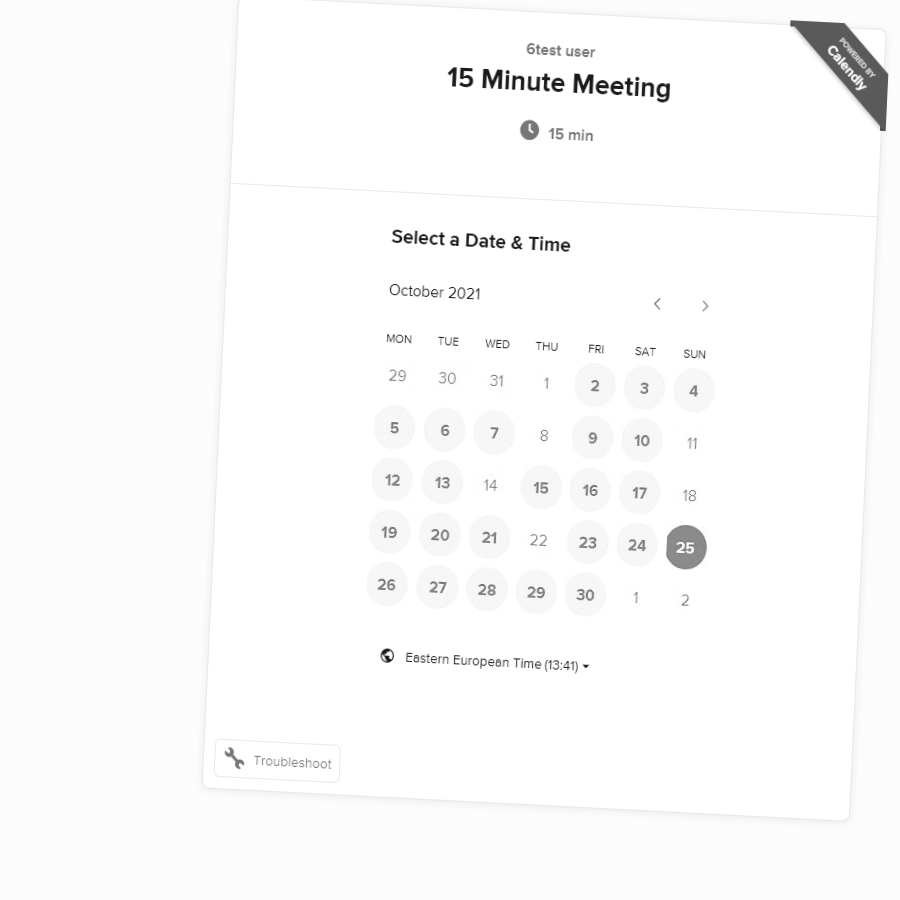 6test user
15 Minute Meeting
15 min
POWERED BY
Calendly
Select a Date & Time
October 2021
MON TUE WED THU FRI SAT SUN
29 30 31 1 2 3 4
5 6 7 8 9 10 11
12 13 14 15 16 17 18
19 20 21 22 23 24 25
26 27 28 29 30 1 2
Eastern European Time (13:41)
Troubleshoot